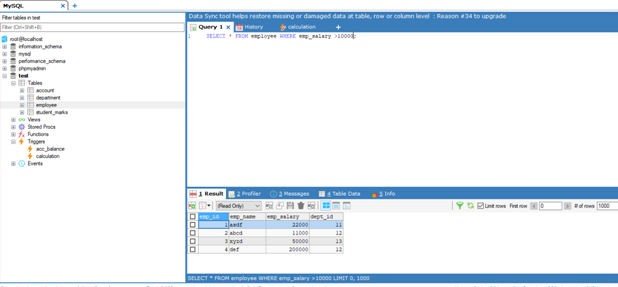 MySQL
Filter tables in test
Filter (Ctrl+Shift+B)
root@localhost
information_schema
mysql
performance_schema
phpmyadmin
test
Tables
account
department
employee
student_marks
Views
Stored Procs
Functions
Triggers
acc_balance
calculation
Events
Data Sync tool helps restore missing or damaged data at table, row or column level : Reason #34 to upgrade
Query 1 History calculation
1 SELECT * FROM employee WHERE emp_salary >10000;
1 Result 2 Profiler 3 Messages 4 Table Data 5 Info
(Read Only) Limit rows First row 0 # of rows 1000
emp_id emp_name emp_salary dept_id
1 asdf 22000 11
2 abcd 11000 12
3 xyrd 50000 13
4 def 200000 12
SELECT * FROM employee WHERE emp_salary >10000 LIMIT 0, 1000